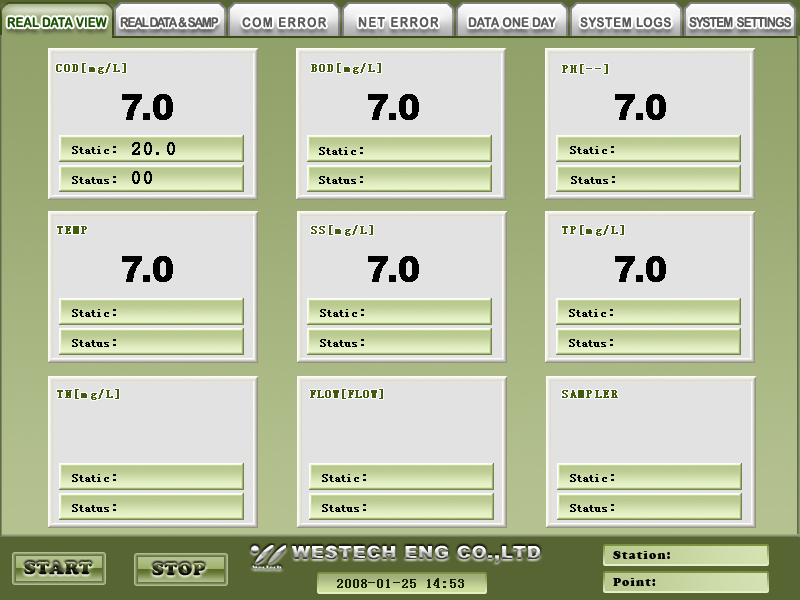 REAL DATA VIEW REAL DATA & SAMP COM ERROR NET ERROR DATA ONE DAY SYSTEM LOGS SYSTEM SETTINGS
COD[mg/L] BOD[mg/L] PH[--]
7.0 7.0 7.0
Static: 20.0 Static: Static:
Status: 00 Status: Status:
TEMP SS[mg/L] TP[mg/L]
7.0 7.0 7.0
Static: Static: Static:
Status: Status: Status:
TN[mg/L] FLOW[FLOW] SAMPLER
Static: Static: Static:
Status: Status: Status:
START STOP WESTECH ENG CO.,LTD Station:
2008-01-25 14:53 Point: